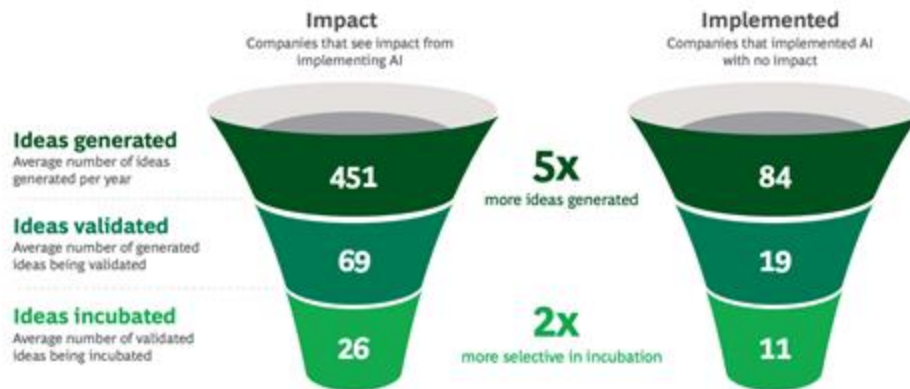 Impact
Companies that see impact from
implementing AI
Implemented
Companies that implemented AI
with no impact
Ideas generated
Average number of ideas
generated per year
451
5x
more ideas generated
84
Ideas validated
Average number of generated
ideas being validated
69
19
Ideas incubated
Average number of validated
ideas being incubated
26
2x
more selective in incubation
11